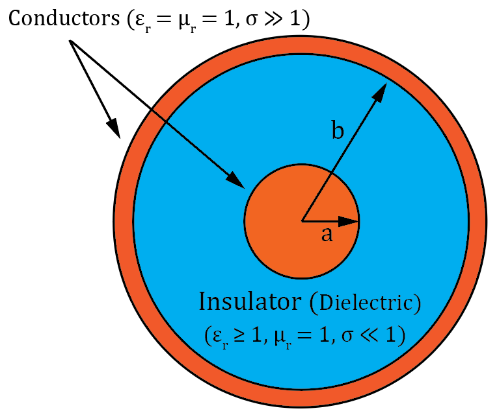 Conductors (εr = μr = 1, σ ≫ 1)
b
a
Insulator (Dielectric)
(εr ≥ 1, μr = 1, σ ≪ 1)